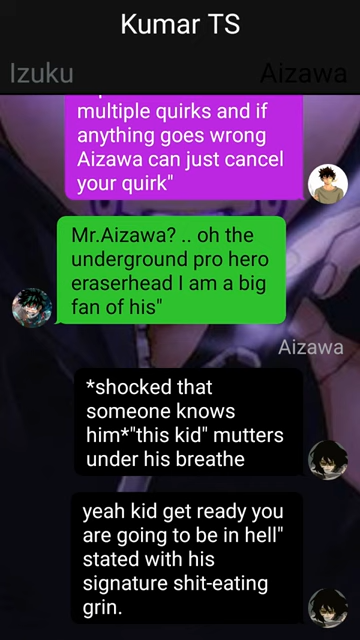 Kumar TS
Izuku Aizawa
multiple quirks and if
anything goes wrong
Aizawa can just cancel
your quirk"
Mr.Aizawa? .. oh the
underground pro hero
eraserhead I am a big
fan of his"
Aizawa
*shocked that
someone knows
him*"this kid" mutters
under his breathe
yeah kid get ready you
are going to be in hell"
stated with his
signature shit-eating
grin.